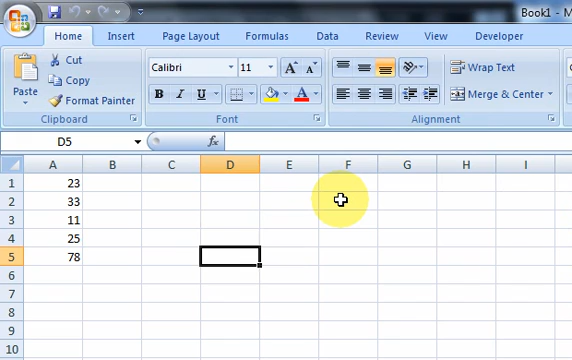 Book1 - M
Home Insert Page Layout Formulas Data Review View Developer
Cut
Copy
Format Painter
Paste
Clipboard
Calibri 11 A A
B I U A
Font
Wrap Text
Merge & Center
Alignment
D5 fx
A B C D E F G H I
1 23
2 33
3 11
4 25
5 78
6
7
8
9
10